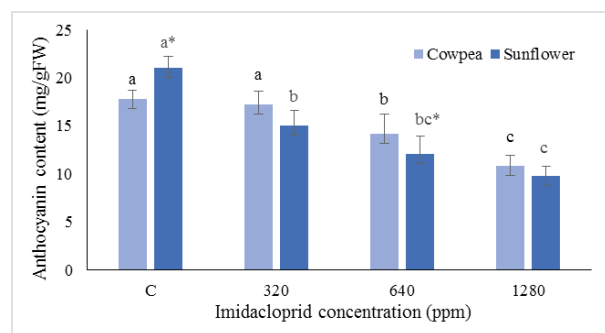 25
20
15
10
5
0
Anthocyanin content (mg/gFW)
Cowpea Sunflower
a a*
a b
b bc*
c c
C 320 640 1280
Imidacloprid concentration (ppm)